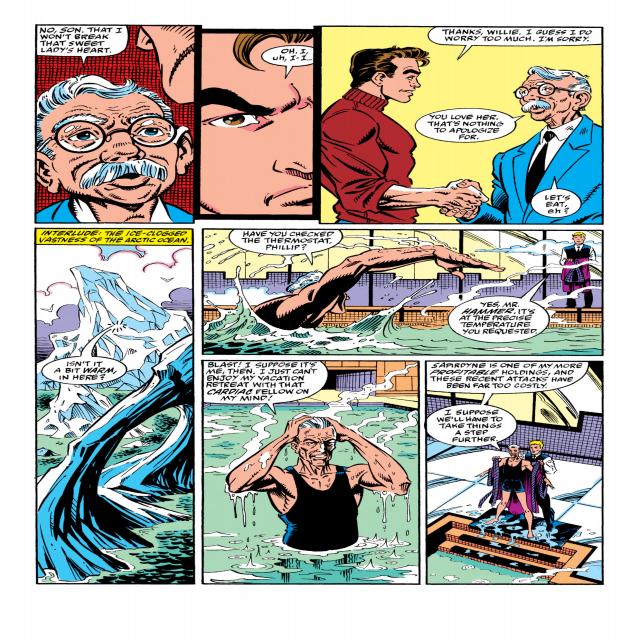 NO, SON, THAT I
WON'T BREAK
THAT SWEET
LADY'S HEART.
OH. I,
uh, I-I...
THANKS, WILLIE. I GUESS I DO
WORRY TOO MUCH. I'M SORRY.
YOU LOVE HER.
THAT'S NOTHING
TO APOLOGIZE
FOR.
LET'S
EAT,
eh?
INTERLUDE: THE ICE-CLOGGED
VASTNESS OF THE ARCTIC OCEAN.
ISN'T IT
A BIT WARM,
IN HERE?
HAVE YOU CHECKED
THE THERMOSTAT,
PHILLIP?
YES, MR.
HAMMER. IT'S
AT THE PRECISE
TEMPERATURE
YOU REQUESTED.
BLAST! I SUPPOSE IT'S
ME, THEN. I JUST CAN'T
ENJOY MY VACATION
RETREAT WITH THAT
CARDIAC FELLOW ON
MY MIND!
SAPRIDYNE IS ONE OF MY MORE
PROFITABLE HOLDINGS, AND
THESE RECENT ATTACKS HAVE
BEEN FAR TOO COSTLY.
I SUPPOSE
WE'LL HAVE TO
TAKE THINGS
A STEP
FURTHER.